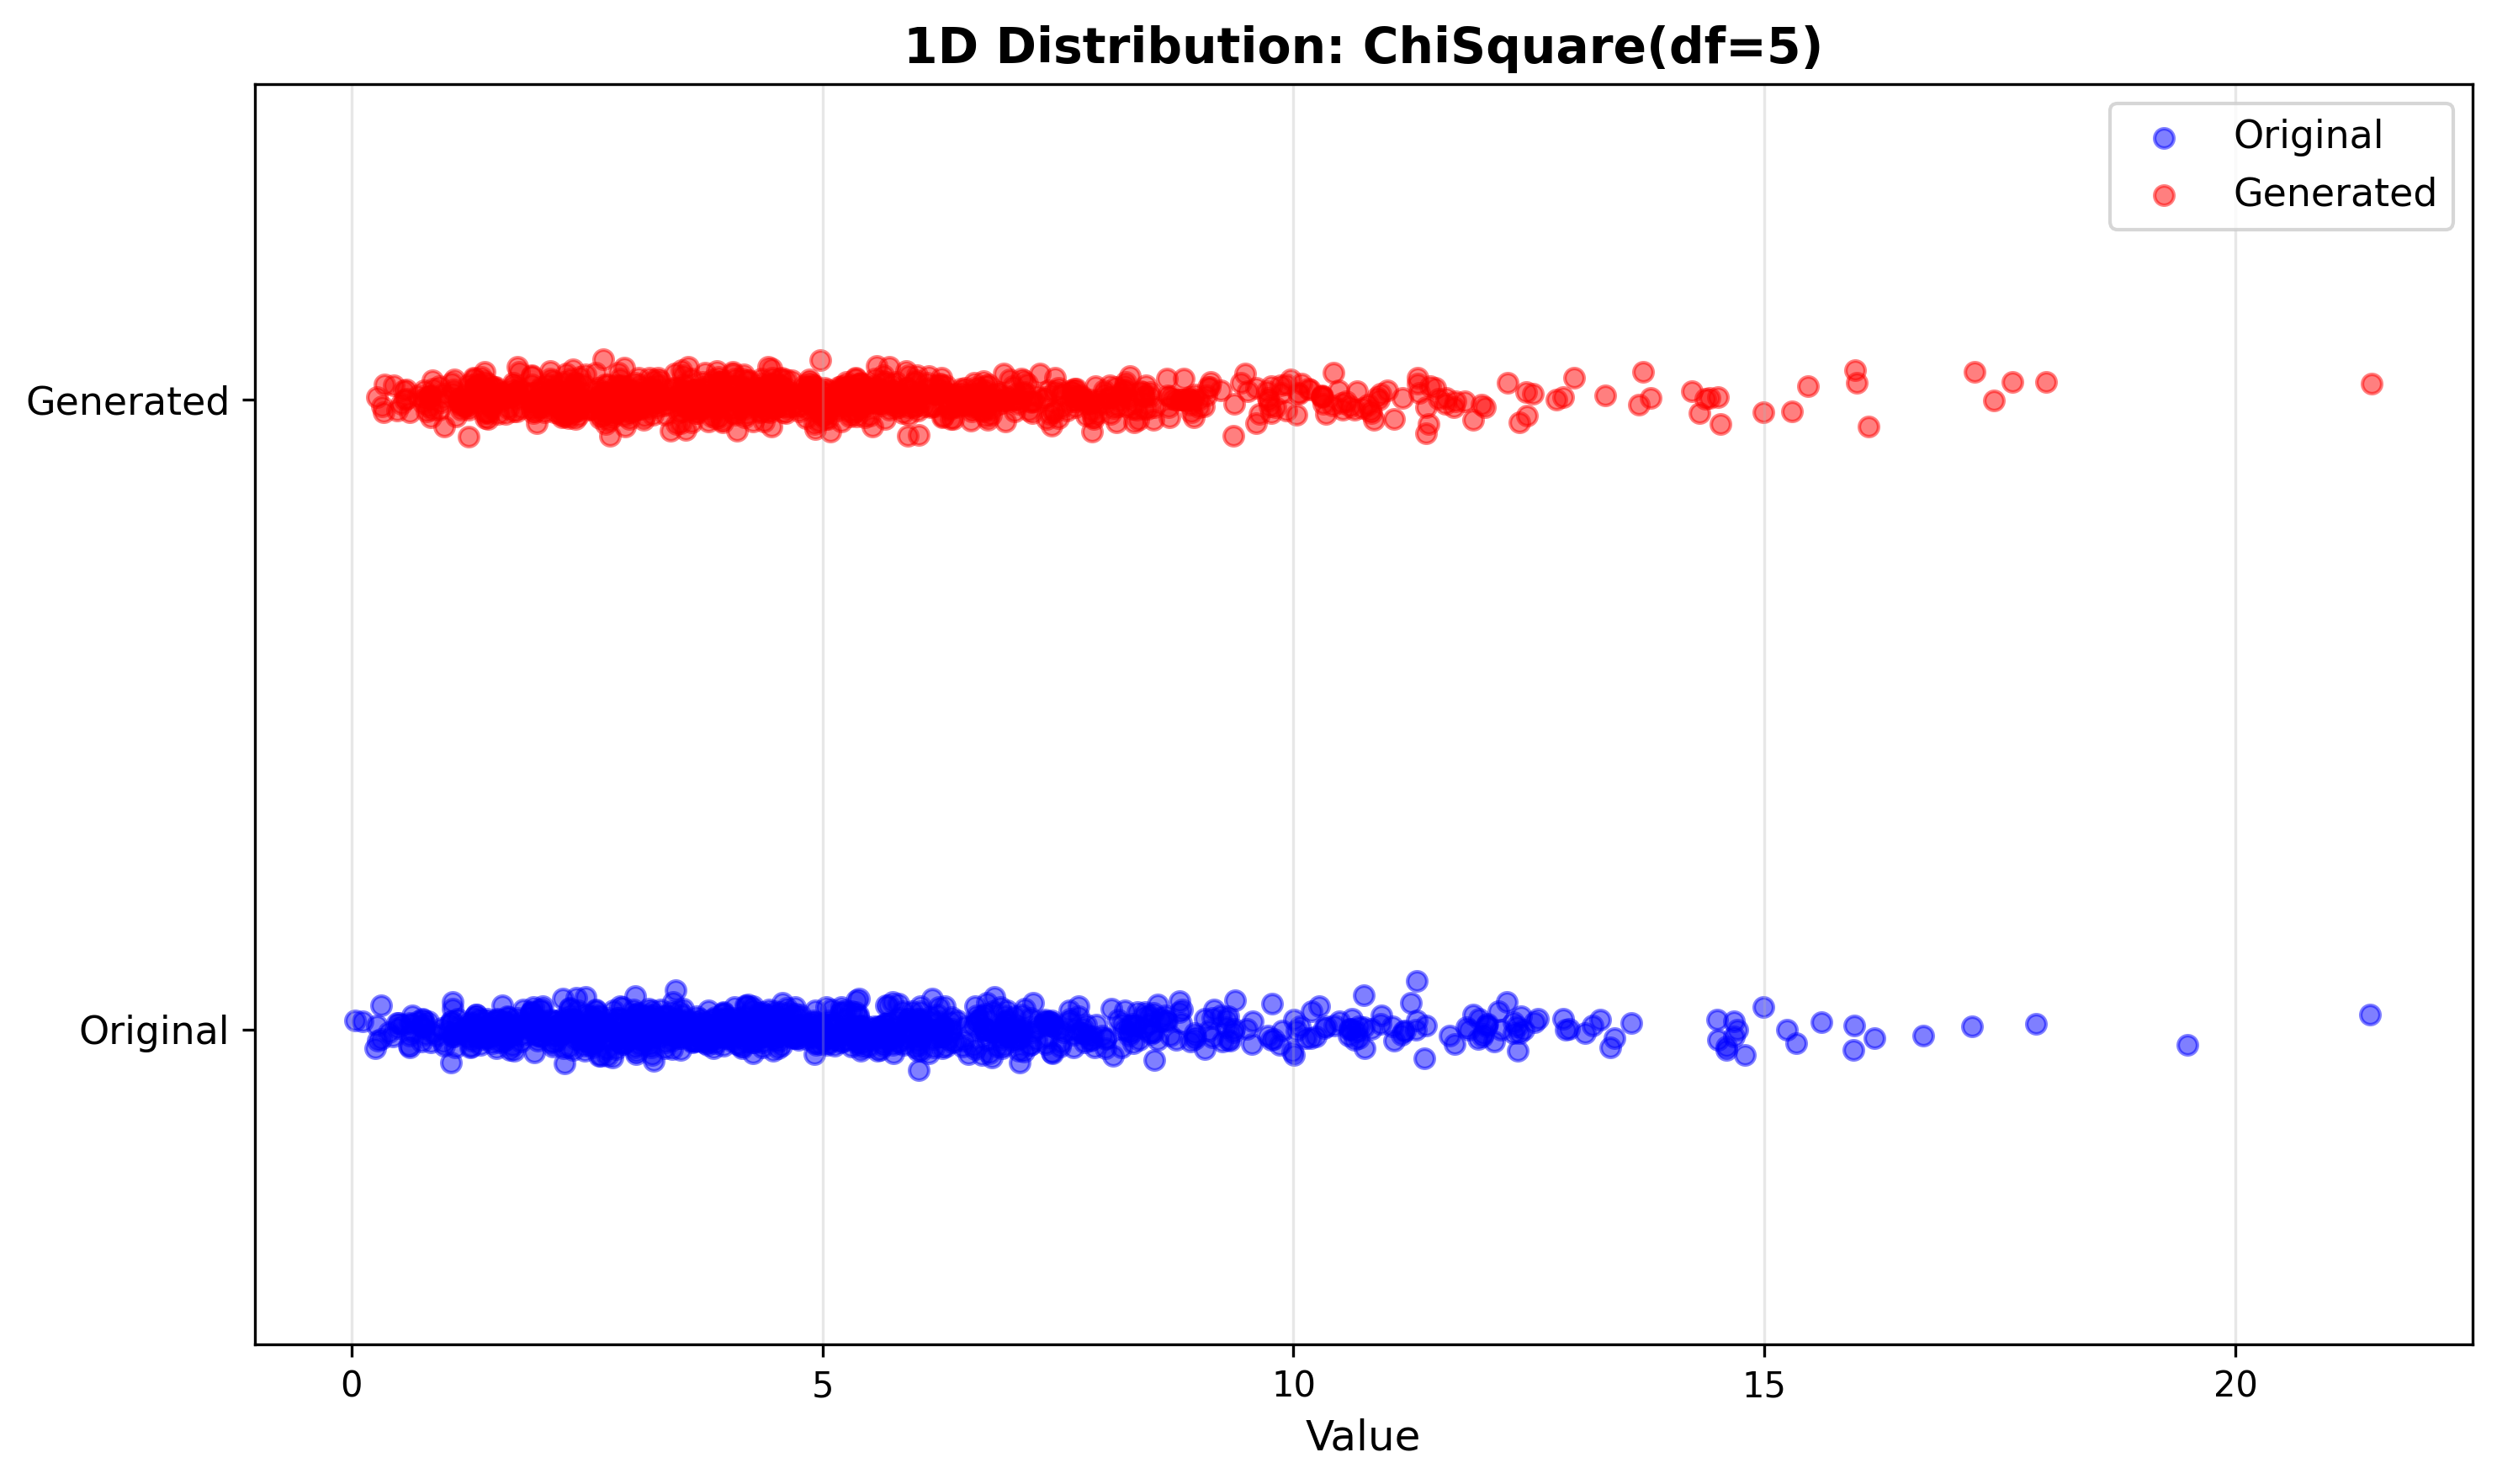 1D Distribution: ChiSquare(df=5)
Original
Generated
Generated
Original
0 5 10 15 20
Value